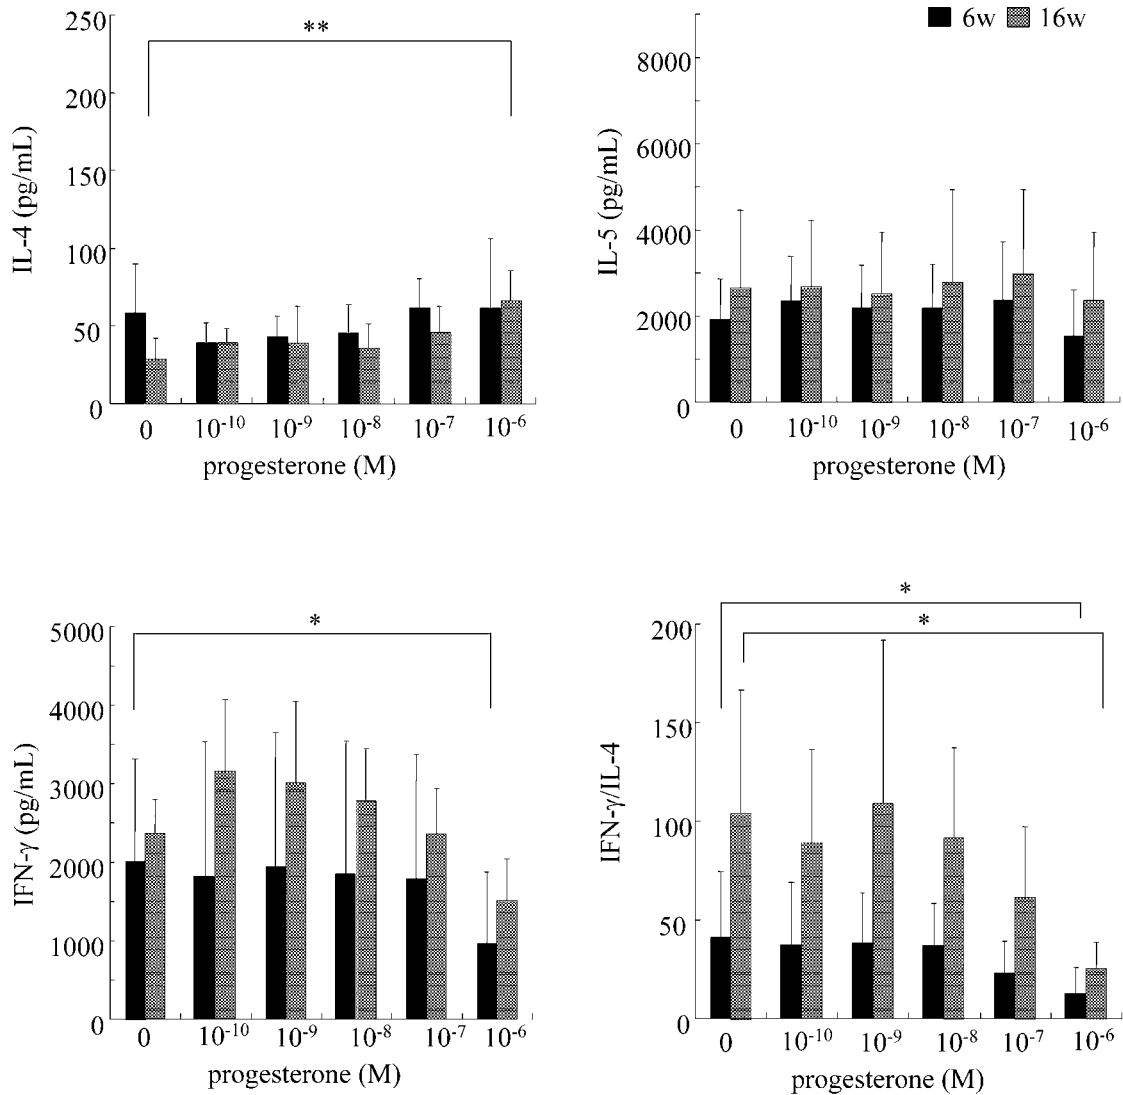 **
250
200
150
100
50
0
IL-4 (pg/mL)
0 10⁻¹⁰ 10⁻⁹ 10⁻⁸ 10⁻⁷ 10⁻⁶
progesterone (M)
6w 16w
8000
6000
4000
2000
0
IL-5 (pg/mL)
0 10⁻¹⁰ 10⁻⁹ 10⁻⁸ 10⁻⁷ 10⁻⁶
progesterone (M)
*
5000
4000
3000
2000
1000
0
IFN-γ (pg/mL)
0 10⁻¹⁰ 10⁻⁹ 10⁻⁸ 10⁻⁷ 10⁻⁶
progesterone (M)
*
*
200
150
100
50
0
IFN-γ/IL-4
0 10⁻¹⁰ 10⁻⁹ 10⁻⁸ 10⁻⁷ 10⁻⁶
progesterone (M)